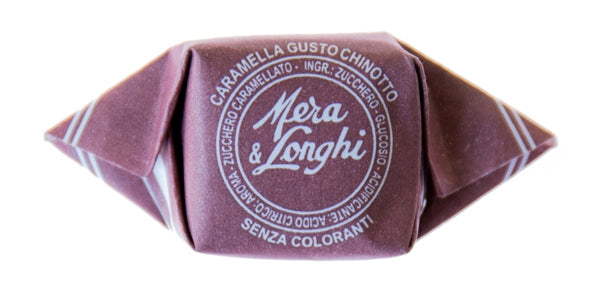 CARAMELLA GUSTO CHINOTTO
INGR.: ZUCCHERO - GLUCOSIO - ACIDIFICANTE: ACIDO CITRICO: AROMA - ZUCCHERO CARAMELLATO -
Mera
& Longhi
SENZA COLORANTI